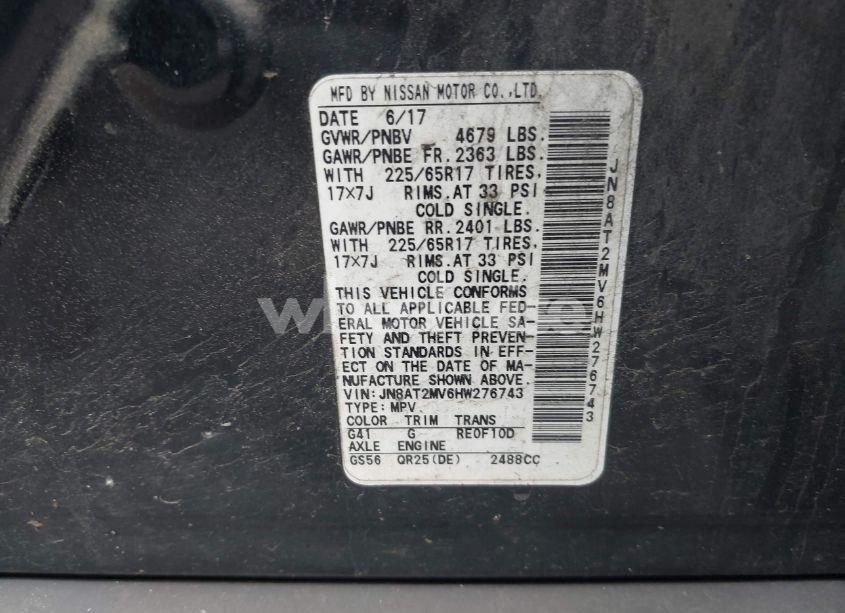 MFD BY NISSAN MOTOR CO.,LTD.
DATE 6/17
GVWR/PNBV 4679 LBS.
GAWR/PNBE FR. 2363 LBS.
WITH 225/65R17 TIRES,
17×7J RIMS.AT 33 PSI
COLD SINGLE.
GAWR/PNBE RR. 2401 LBS.
WITH 225/65R17 TIRES,
17×7J RIMS.AT 33 PSI
COLD SINGLE.
THIS VEHICLE CONFORMS
TO ALL APPLICABLE FED-
ERAL MOTOR VEHICLE SA-
FETY AND THEFT PREVEN-
TION STANDARDS IN EFF-
ECT ON THE DATE OF MA-
NUFACTURE SHOWN ABOVE.
VIN:JN8AT2MV6HW276743
TYPE:MPV
COLOR TRIM TRANS
G41 G RE0F10D
AXLE ENGINE
GS56 QR25(DE) 2488CC
JN8AT2MV6HW276743